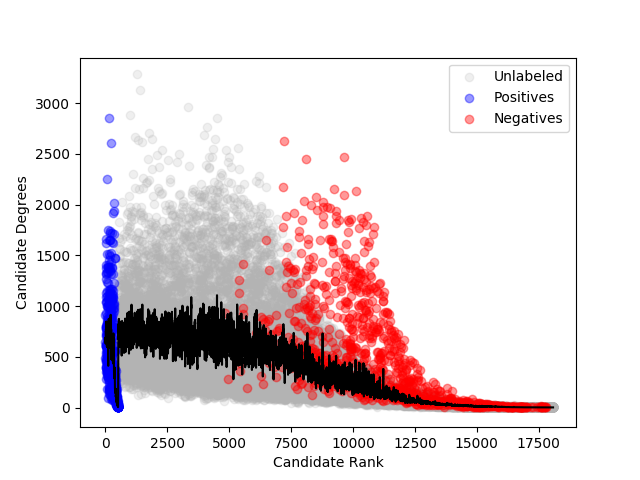 Unlabeled
Positives
Negatives
3000
2500
2000
1500
1000
500
0
Candidate Degrees
0 2500 5000 7500 10000 12500 15000 17500
Candidate Rank